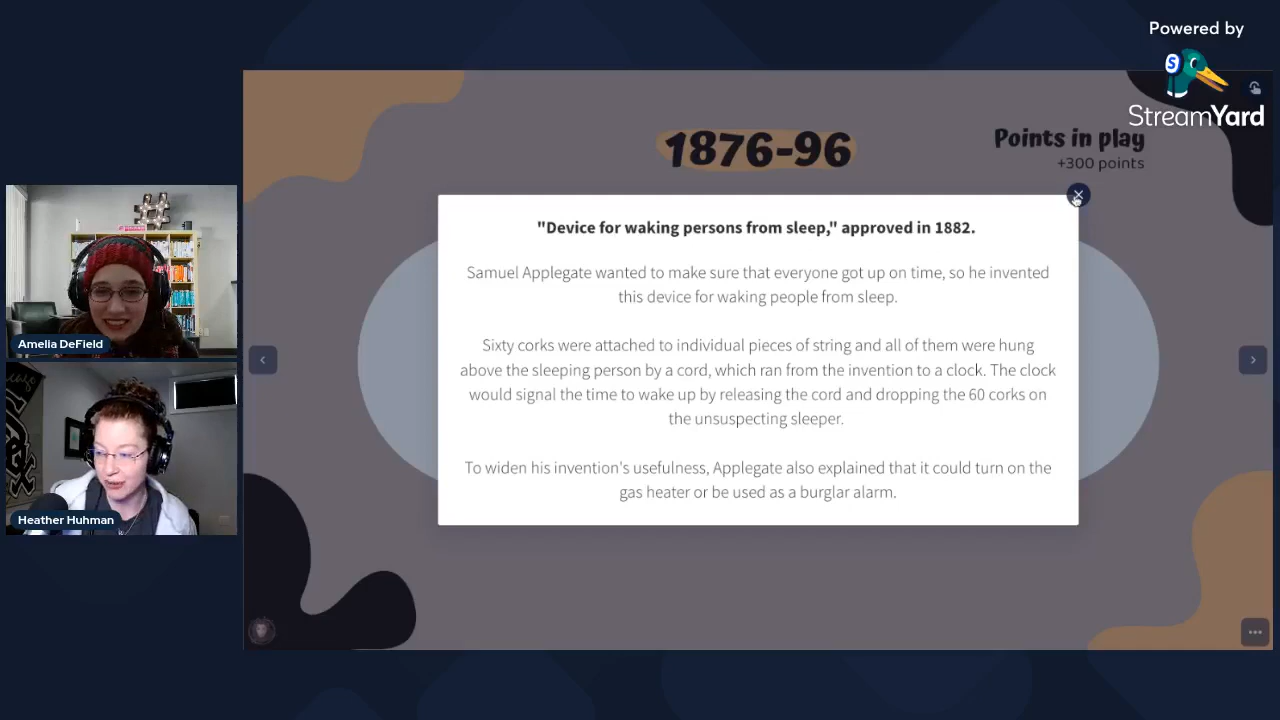 Powered by
StreamYard
1876-96
Points in play
+300 points
"Device for waking persons from sleep," approved in 1882.
Samuel Applegate wanted to make sure that everyone got up on time, so he invented
this device for waking people from sleep.
Sixty corks were attached to individual pieces of string and all of them were hung
above the sleeping person by a cord, which ran from the invention to a clock. The clock
would signal the time to wake up by releasing the cord and dropping the 60 corks on
the unsuspecting sleeper.
To widen his invention's usefulness, Applegate also explained that it could turn on the
gas heater or be used as a burglar alarm.
Amelia DeField
Heather Huhman